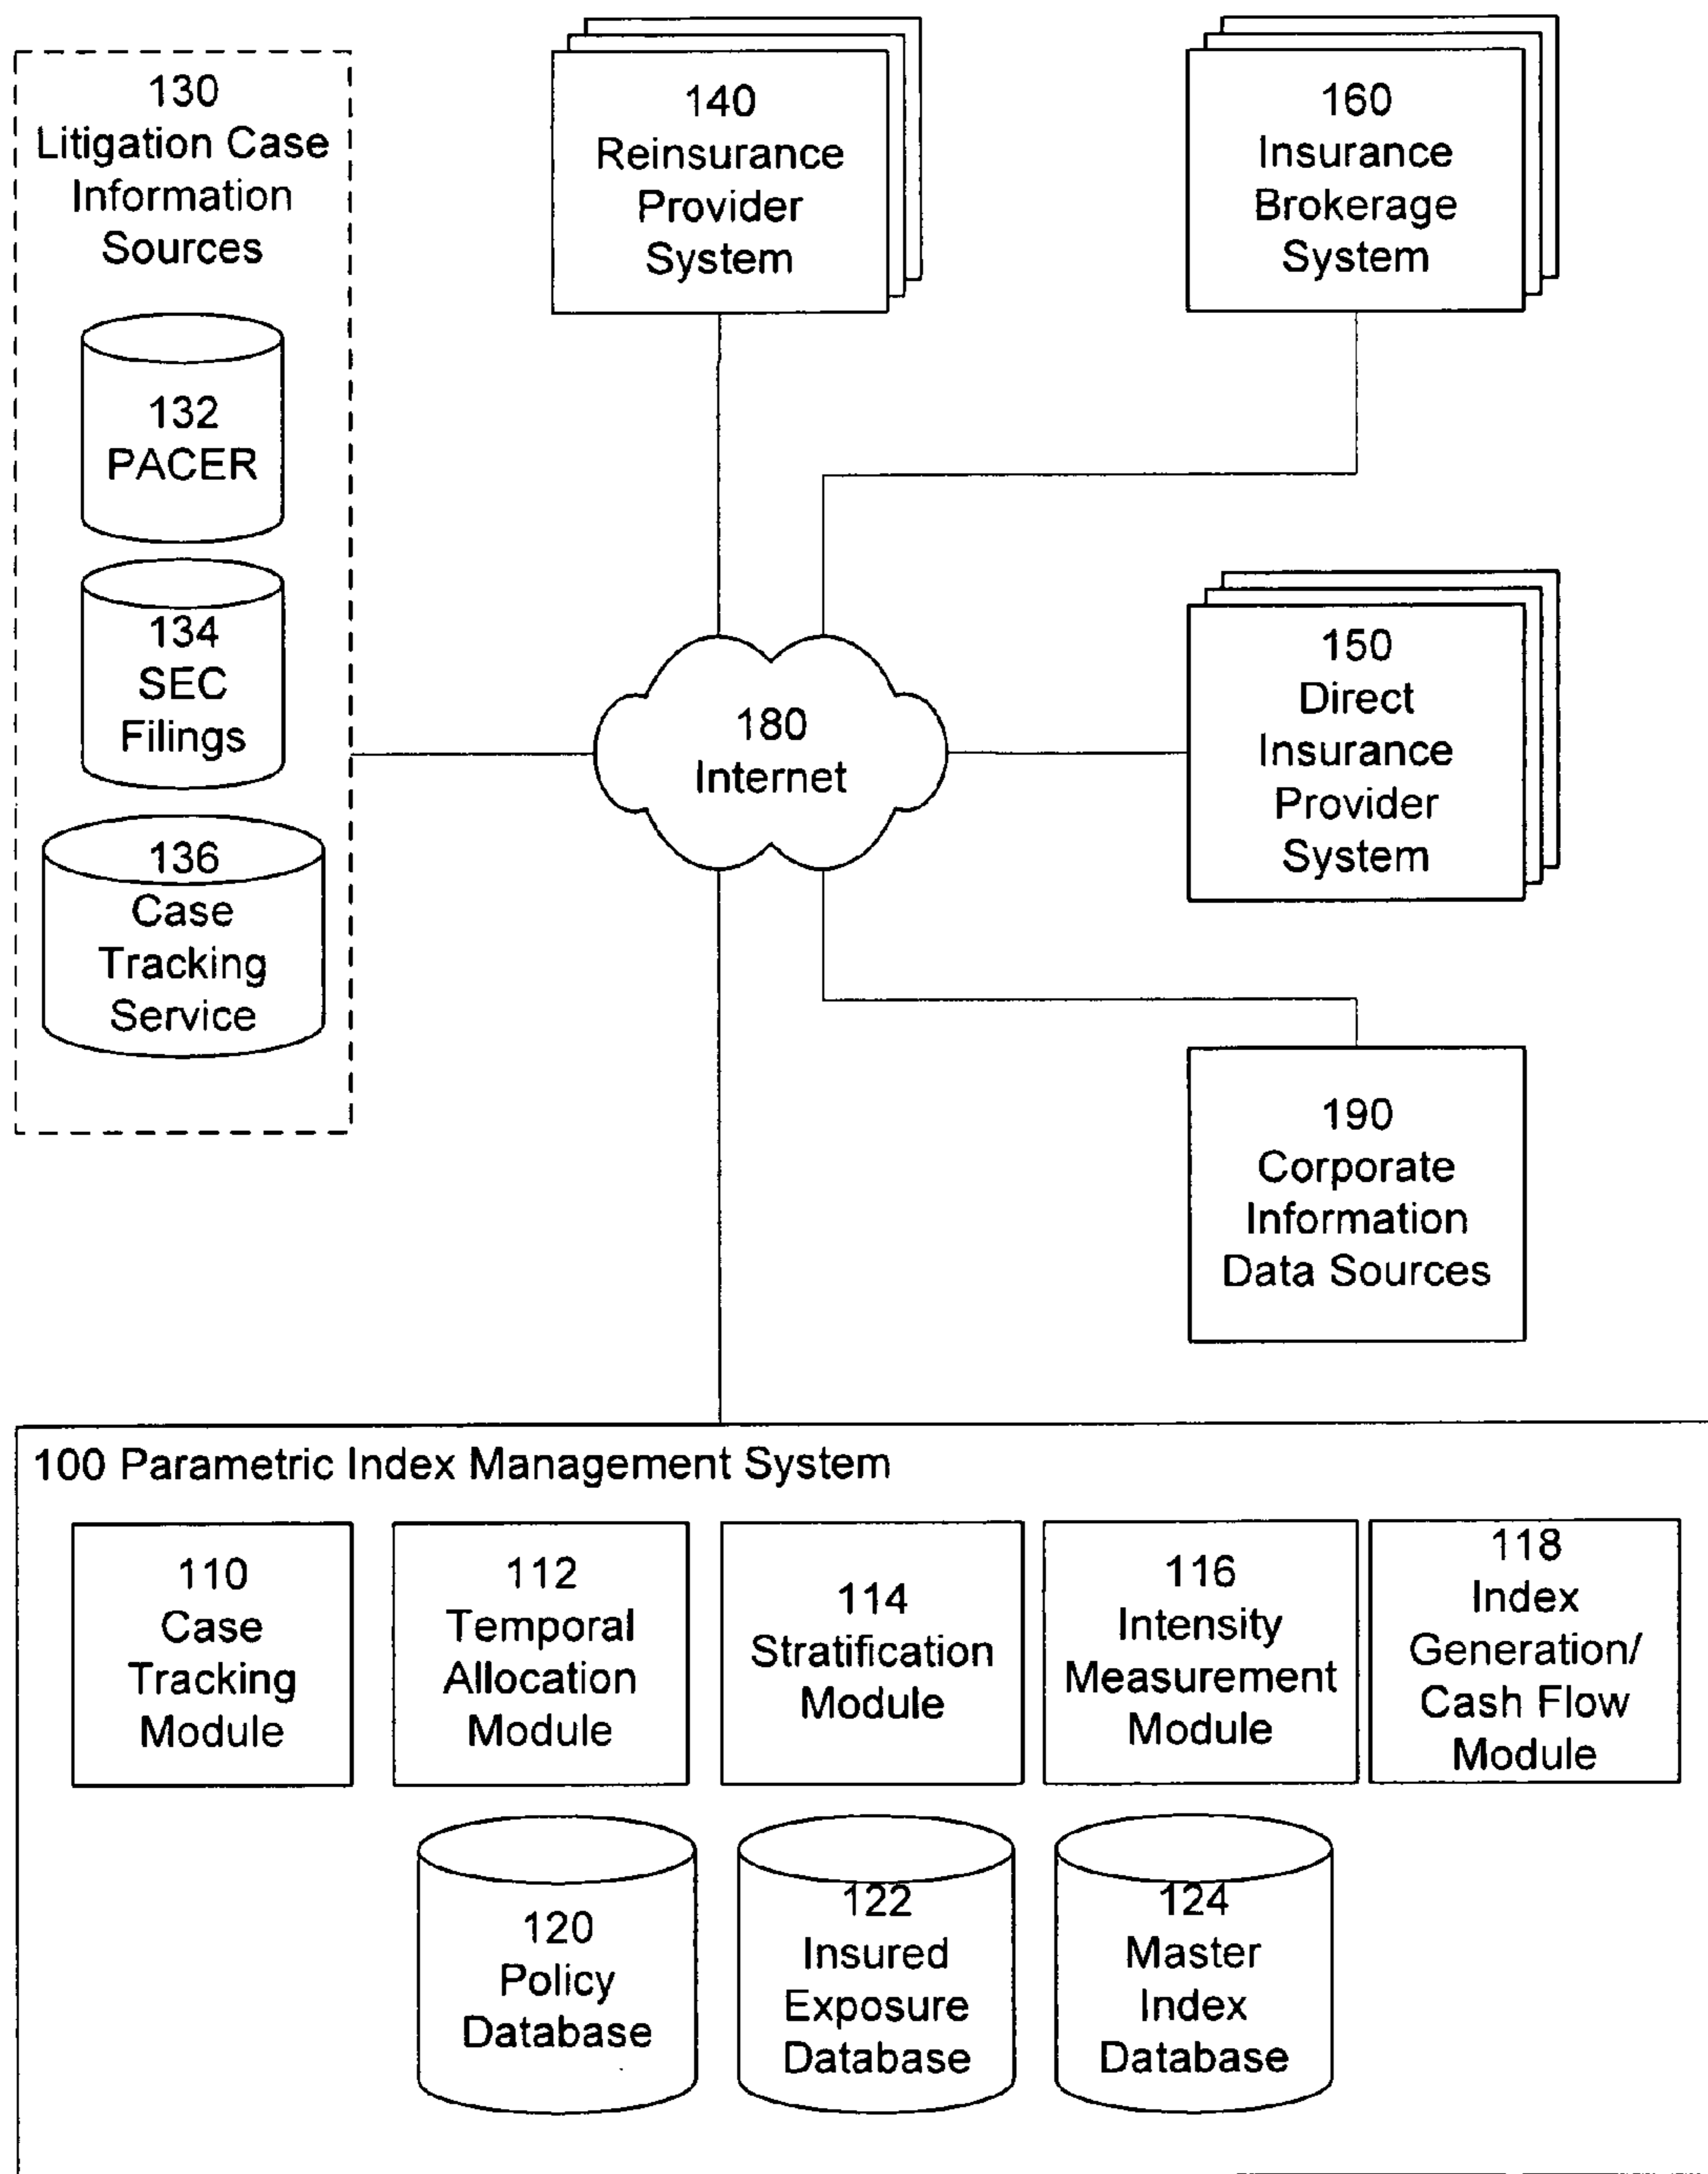 130
Litigation Case
Information
Sources
132
PACER
134
SEC
Filings
136
Case
Tracking
Service
140
Reinsurance
Provider
System
160
Insurance
Brokerage
System
180
Internet
150
Direct
Insurance
Provider
System
190
Corporate
Information
Data Sources
100 Parametric Index Management System
110
Case
Tracking
Module
112
Temporal
Allocation
Module
114
Stratification
Module
116
Intensity
Measurement
Module
118
Index
Generation/
Cash Flow
Module
120
Policy
Database
122
Insured
Exposure
Database
124
Master
Index
Database